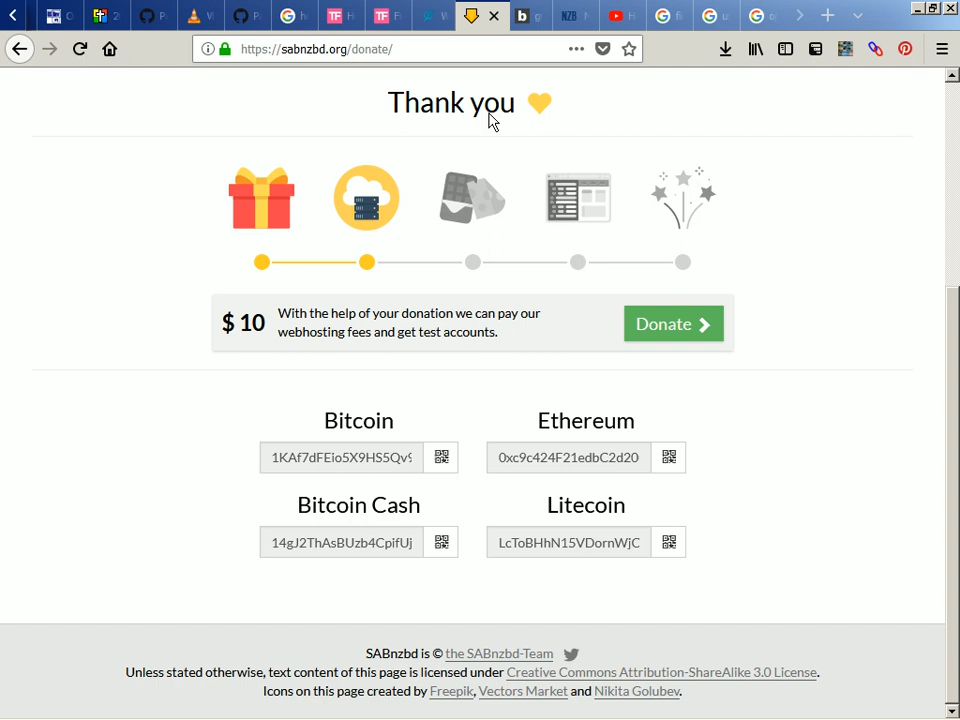 https://sabnzbd.org/donate/
Thank you
$ 10
With the help of your donation we can pay our
webhosting fees and get test accounts.
Donate
Bitcoin
Ethereum
1KAf7dFEio5X9HS5Qv9
0xc9c424F21edbC2d20
Bitcoin Cash
Litecoin
14gJ2ThAsBUzb4CpifUj
LcToBHhN15VDornWjC
SABnzbd is © the SABnzbd-Team
Unless stated otherwise, text content of this page is licensed under Creative Commons Attribution-ShareAlike 3.0 License.
Icons on this page created by Freepik, Vectors Market and Nikita Golubev.